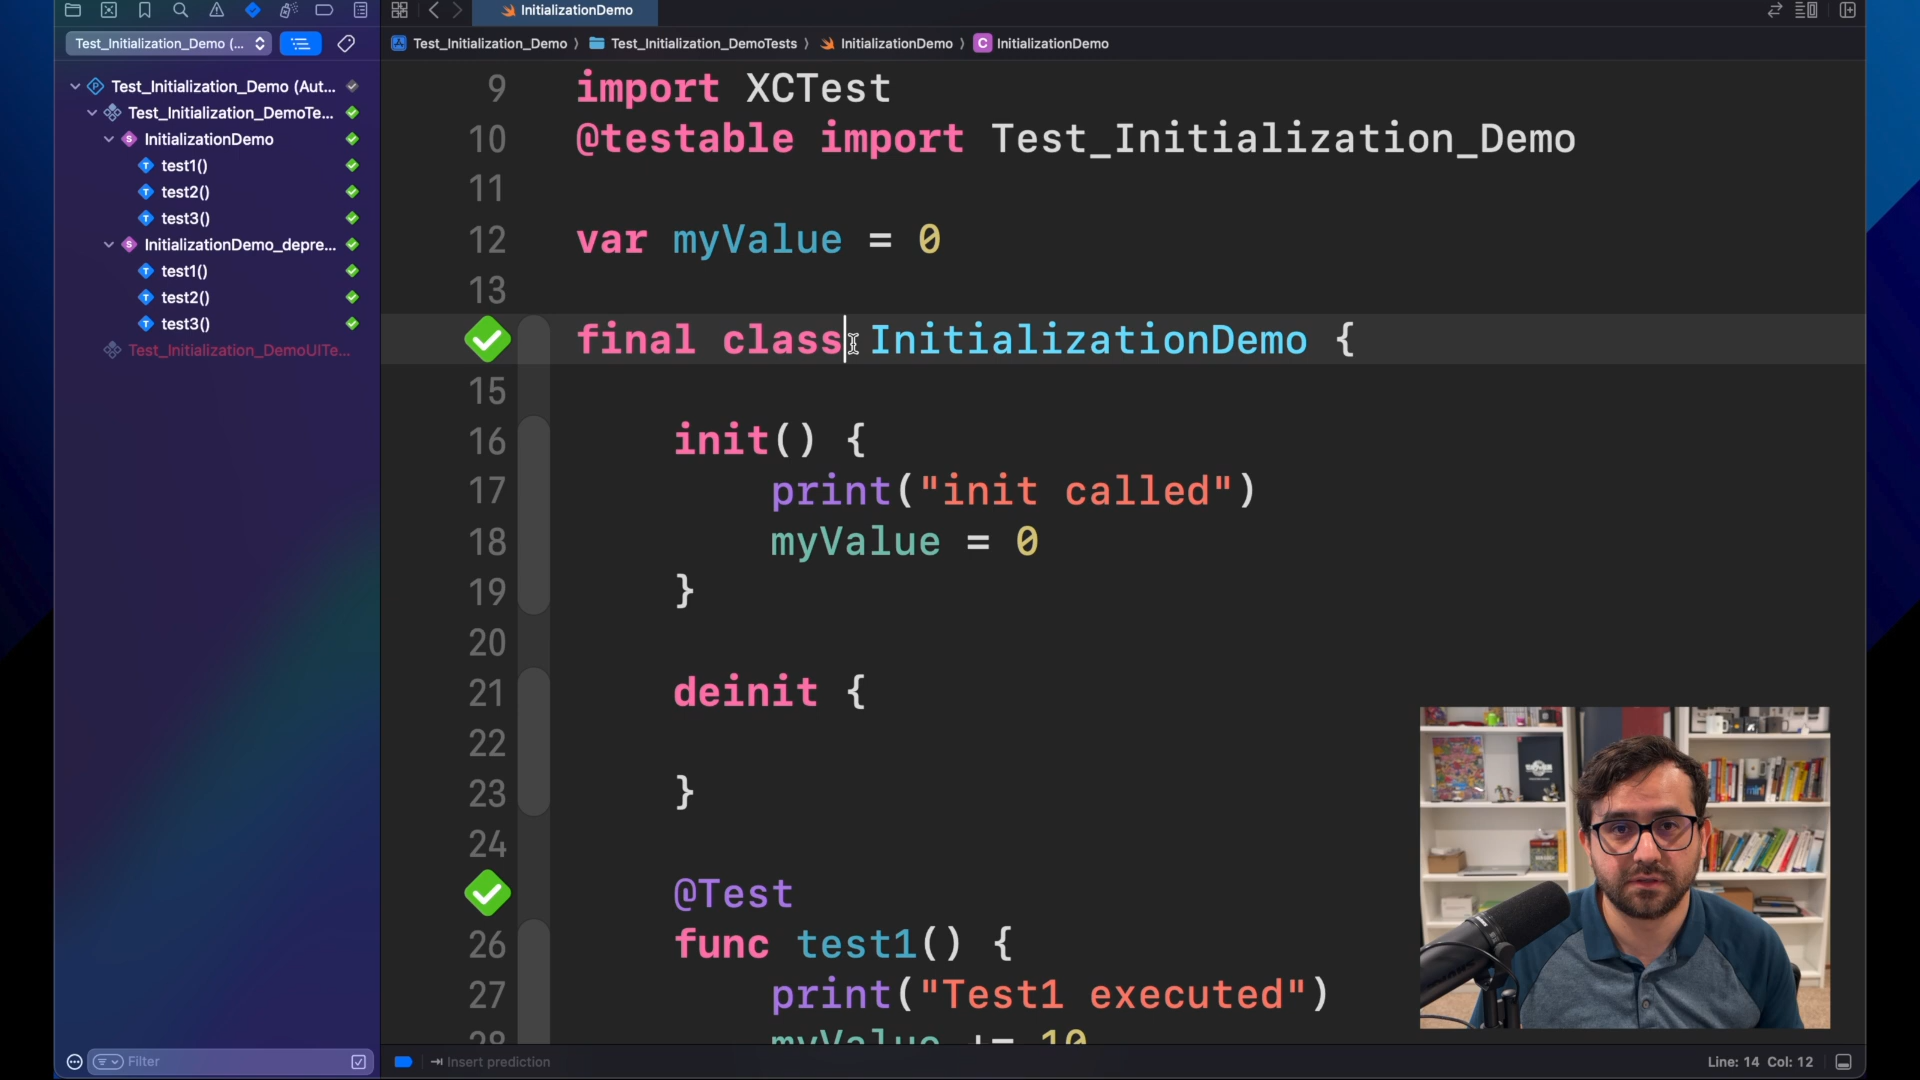 InitializationDemo
Test_Initialization_Demo (...
Test_Initialization_Demo
Test_Initialization_DemoTests
InitializationDemo
C InitializationDemo
Test_Initialization_Demo (Aut...
Test_Initialization_DemoTe...
InitializationDemo
test1()
test2()
test3()
InitializationDemo_depre...
test1()
test2()
test3()
Test_Initialization_DemoUITe...
9 import XCTest
10 @testable import Test_Initialization_Demo
11
12 var myValue = 0
13
final class InitializationDemo {
15
16 init() {
17 print("init called")
18 myValue = 0
19 }
20
21 deinit {
22
23 }
24
@Test
26 func test1() {
27 print("Test1 executed")
28 myValue += 10
Filter
Insert prediction
Line: 14 Col: 12